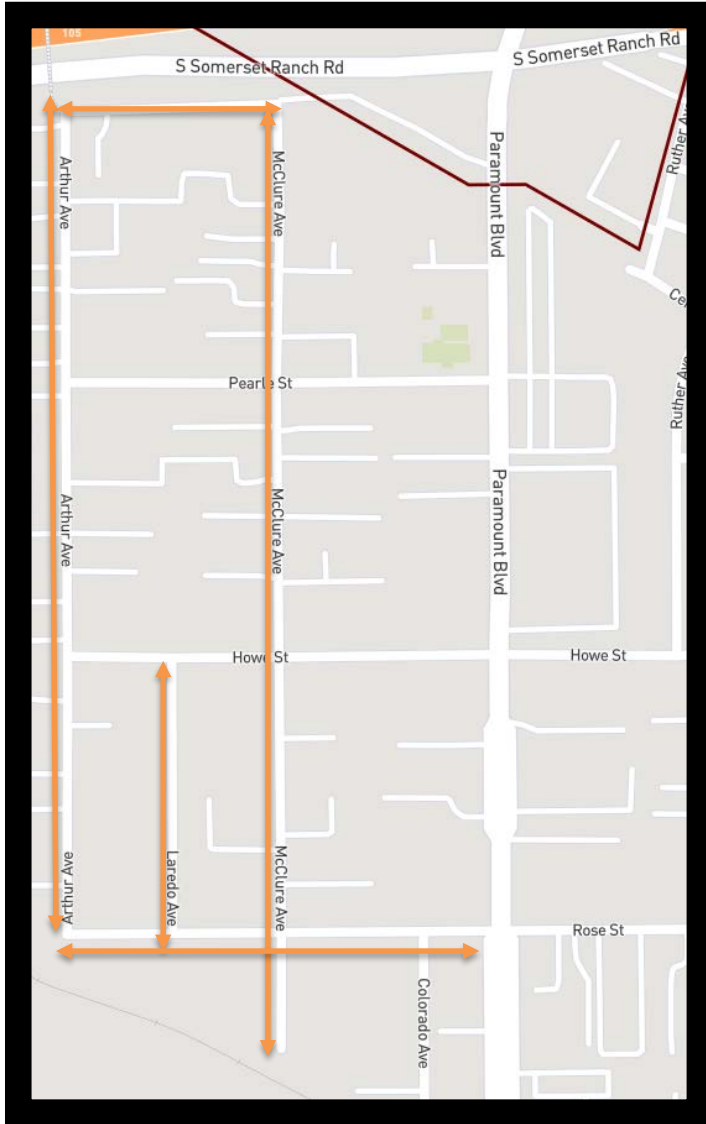 105
S Somerset Ranch Rd
S Somerset Ranch Rd
Arthur Ave
McClure Ave
Paramount Blvd
Ruther Ave
Pearle St
Ruther Ave
Arthur Ave
McClure Ave
Paramount Blvd
Howe St
Howe St
Arthur Ave
Laredo Ave
McClure Ave
Rose St
Colorado Ave